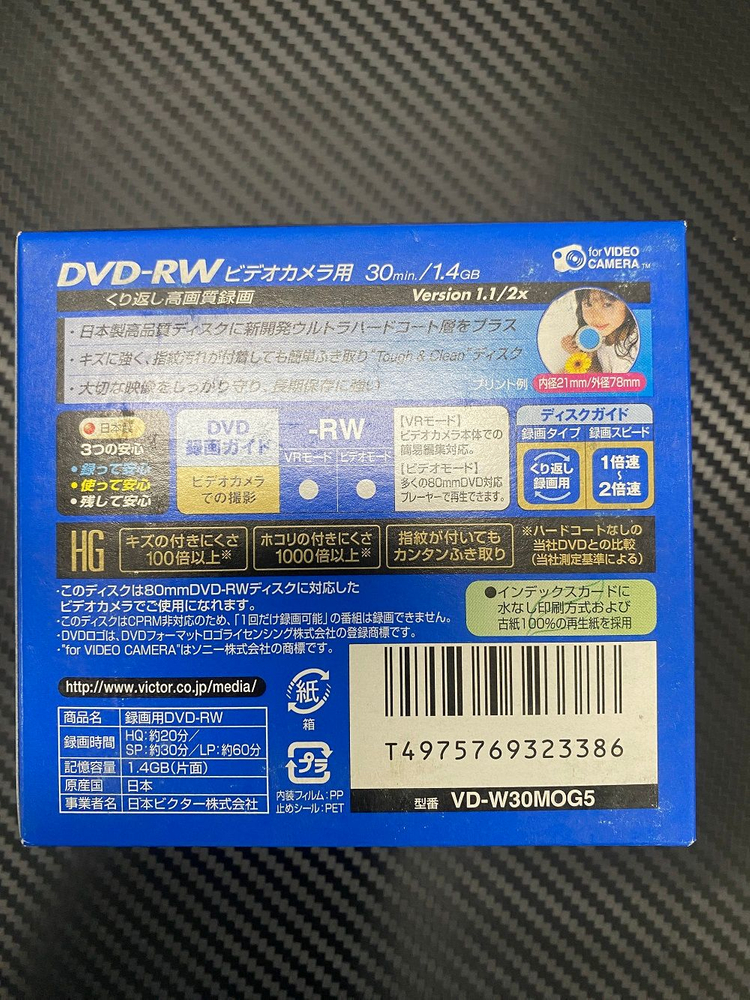 DVD-RW ビデオカメラ用 30min./1.4GB
for VIDEO CAMERA™
くり返し高画質録画 Version 1.1/2x
・日本製高品質ディスクに新開発ウルトラハードコート層をプラス
・キズに強く、指紋汚れが付着しても簡単ふき取り"Tough & Clean"ディスク
・大切な映像をしっかり守り、長期保存に強い
プリント例 内径21mm/外径78mm
日本製
3つの安心
・録って安心
・使って安心
・残して安心
DVD
録画ガイド
-RW
VRモード ビデオモード
ビデオカメラ
での撮影
【VRモード】
ビデオカメラ本体での
簡易編集対応。
【ビデオモード】
多くの80mmDVD対応
プレーヤーで再生できます。
ディスクガイド
録画タイプ 録画スピード
くり返し
録画用
1倍速
~
2倍速
HG
キズの付きにくさ
100倍以上※
ホコリの付きにくさ
1000倍以上※
指紋が付いても
カンタンふき取り
※ハードコートなしの
当社DVDとの比較
(当社測定基準による)
・このディスクは80mmDVD-RWディスクに対応した
ビデオカメラでご使用になれます。
・このディスクはCPRM非対応のため、「1回だけ録画可能」の番組は録画できません。
・DVDロゴは、DVDフォーマットロゴライセンシング株式会社の登録商標です。
・"for VIDEO CAMERA"はソニー株式会社の商標です。
●インデックスカードに
水なし印刷方式および
古紙100%の再生紙を採用
http://www.victor.co.jp/media/
商品名 録画用DVD-RW
録画時間 HQ:約20分/
SP:約30分/LP:約60分
記憶容量 1.4GB(片面)
原産国 日本
事業者名 日本ビクター株式会社
紙
箱
プラ
内装フィルム:PP
止めシール:PET
T4975769323386
型番 VD-W30MOG5